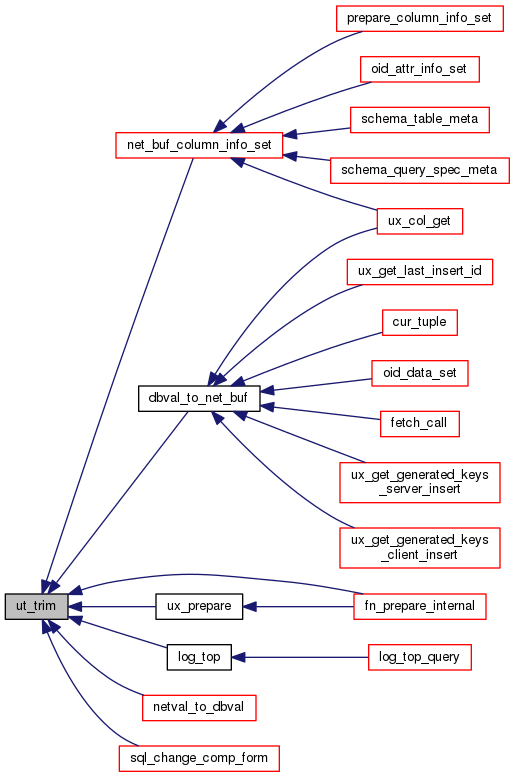 prepare_column_info_set
oid_attr_info_set
schema_table_meta
net_buf_column_info_set
schema_query_spec_meta
ux_col_get
ux_get_last_insert_id
cur_tuple
oid_data_set
dbval_to_net_buf
fetch_call
ux_get_generated_keys
_server_insert
ux_get_generated_keys
_client_insert
ut_trim
ux_prepare
fn_prepare_internal
log_top
log_top_query
netval_to_dbval
sql_change_comp_form